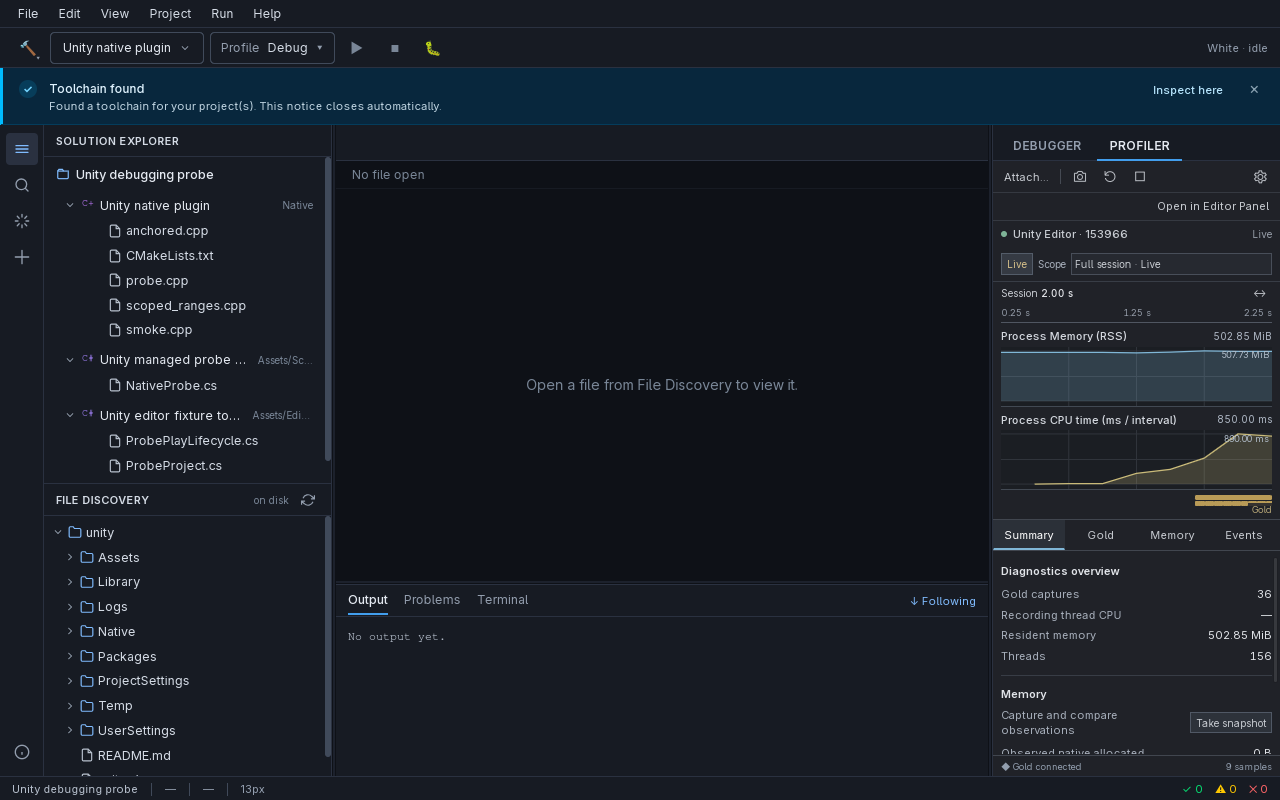 File Edit View Project Run Help
Unity native plugin Profile Debug White · idle
Toolchain found
Found a toolchain for your project(s). This notice closes automatically.
Inspect here
SOLUTION EXPLORER
Unity debugging probe
Unity native plugin Native
anchored.cpp
CMakeLists.txt
probe.cpp
scoped_ranges.cpp
smoke.cpp
Unity managed probe ... Assets/Sc...
NativeProbe.cs
Unity editor fixture to... Assets/Edi...
ProbePlayLifecycle.cs
ProbeProject.cs
FILE DISCOVERY on disk
unity
Assets
Library
Logs
Native
Packages
ProjectSettings
Temp
UserSettings
README.md
No file open
Open a file from File Discovery to view it.
Output Problems Terminal ↓ Following
No output yet.
DEBUGGER PROFILER
Attach...
Open in Editor Panel
Unity Editor · 153966 Live
Live Scope Full session · Live
Session 2.00 s
0.25 s 1.25 s 2.25 s
Process Memory (RSS) 502.85 MiB
507.73 MiB
Process CPU time (ms / interval) 850.00 ms
890.00 ms
Gold
Summary Gold Memory Events
Diagnostics overview
Gold captures 36
Recording thread CPU —
Resident memory 502.85 MiB
Threads 156
Memory
Capture and compare
observations
Take snapshot
Observed native allocated 0 B
Gold connected 9 samples
Unity debugging probe — — 13px 0 0 0